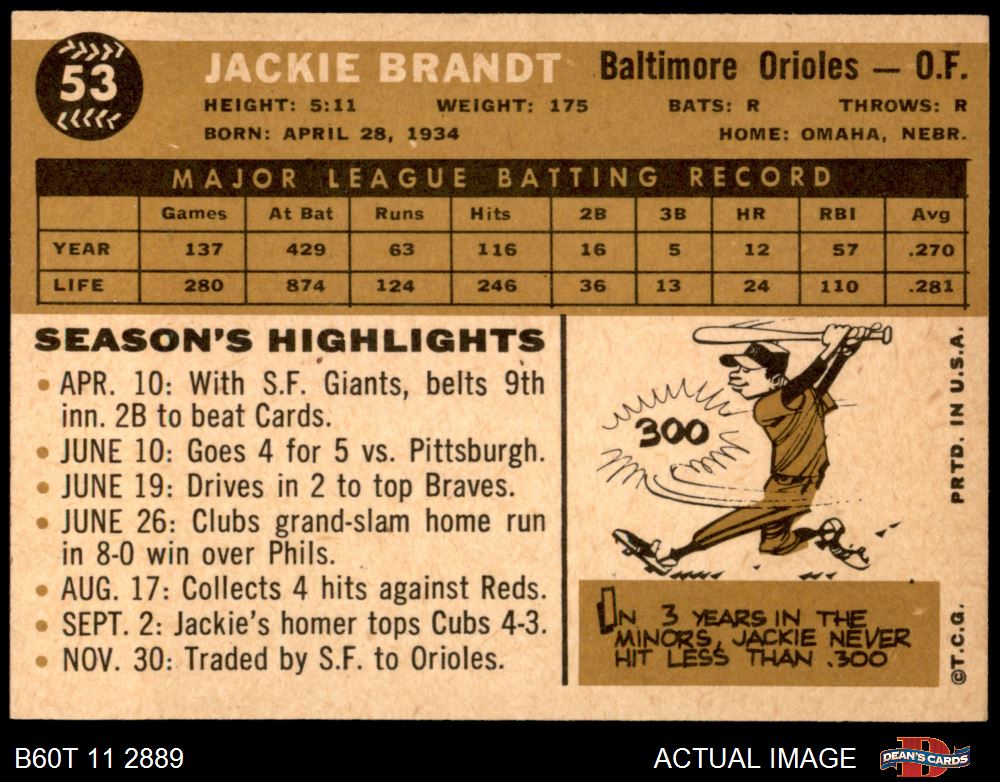 53
JACKIE BRANDT Baltimore Orioles — O.F.
HEIGHT: 5:11 WEIGHT: 175 BATS: R THROWS: R
BORN: APRIL 28, 1934 HOME: OMAHA, NEBR.
MAJOR LEAGUE BATTING RECORD
Games At Bat Runs Hits 2B 3B HR RBI Avg
YEAR 137 429 63 116 16 5 12 57 .270
LIFE 280 874 124 246 36 13 24 110 .281
SEASON'S HIGHLIGHTS
• APR. 10: With S.F. Giants, belts 9th
inn. 2B to beat Cards.
• JUNE 10: Goes 4 for 5 vs. Pittsburgh.
• JUNE 19: Drives in 2 to top Braves.
• JUNE 26: Clubs grand-slam home run
in 8-0 win over Phils.
• AUG. 17: Collects 4 hits against Reds.
• SEPT. 2: Jackie's homer tops Cubs 4-3.
• NOV. 30: Traded by S.F. to Orioles.
300
IN 3 YEARS IN THE
MINORS, JACKIE NEVER
HIT LESS THAN .300
©T.C.G. PRTD. IN U.S.A.
B60T 11 2889 ACTUAL IMAGE DEAN'S CARDS